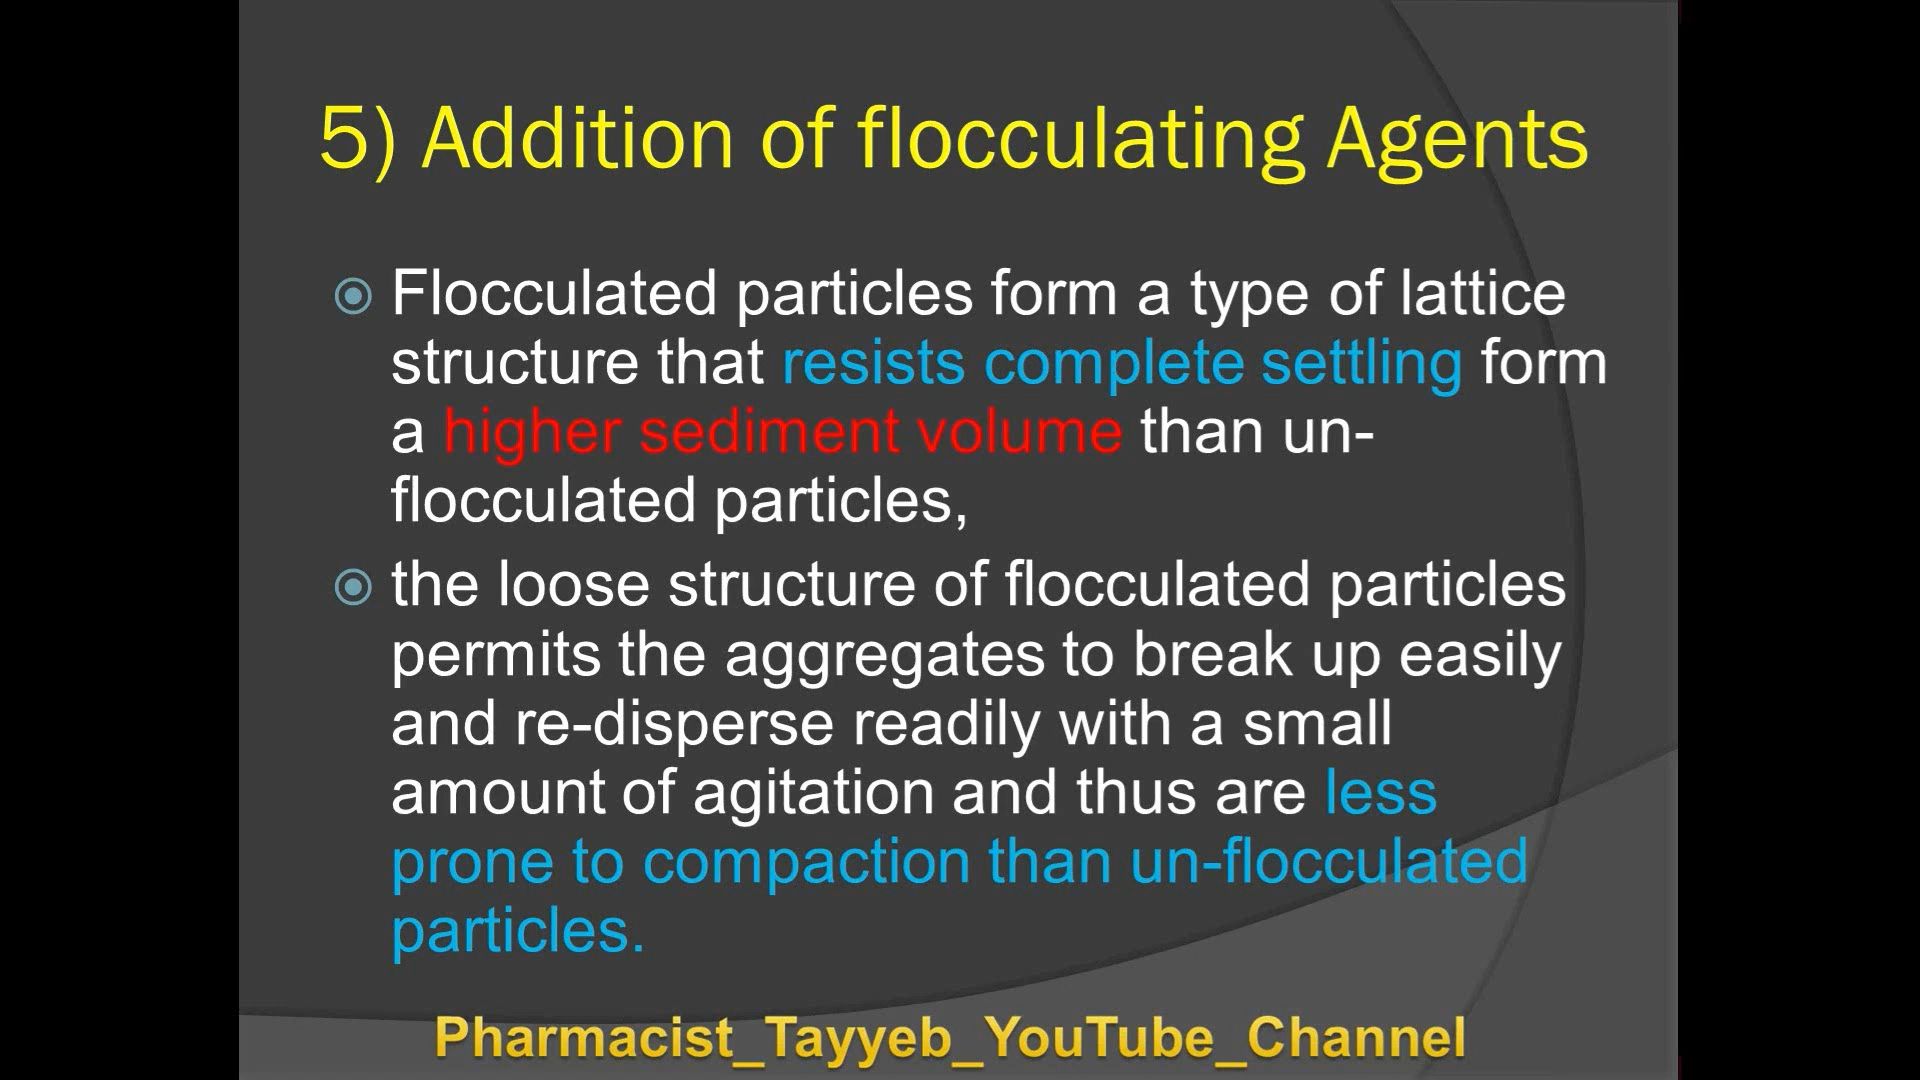 5) Addition of flocculating Agents
Flocculated particles form a type of lattice
structure that resists complete settling form
a higher sediment volume than un-
flocculated particles,
the loose structure of flocculated particles
permits the aggregates to break up easily
and re-disperse readily with a small
amount of agitation and thus are less
prone to compaction than un-flocculated
particles.
Pharmacist_Tayyeb_YouTube_Channel